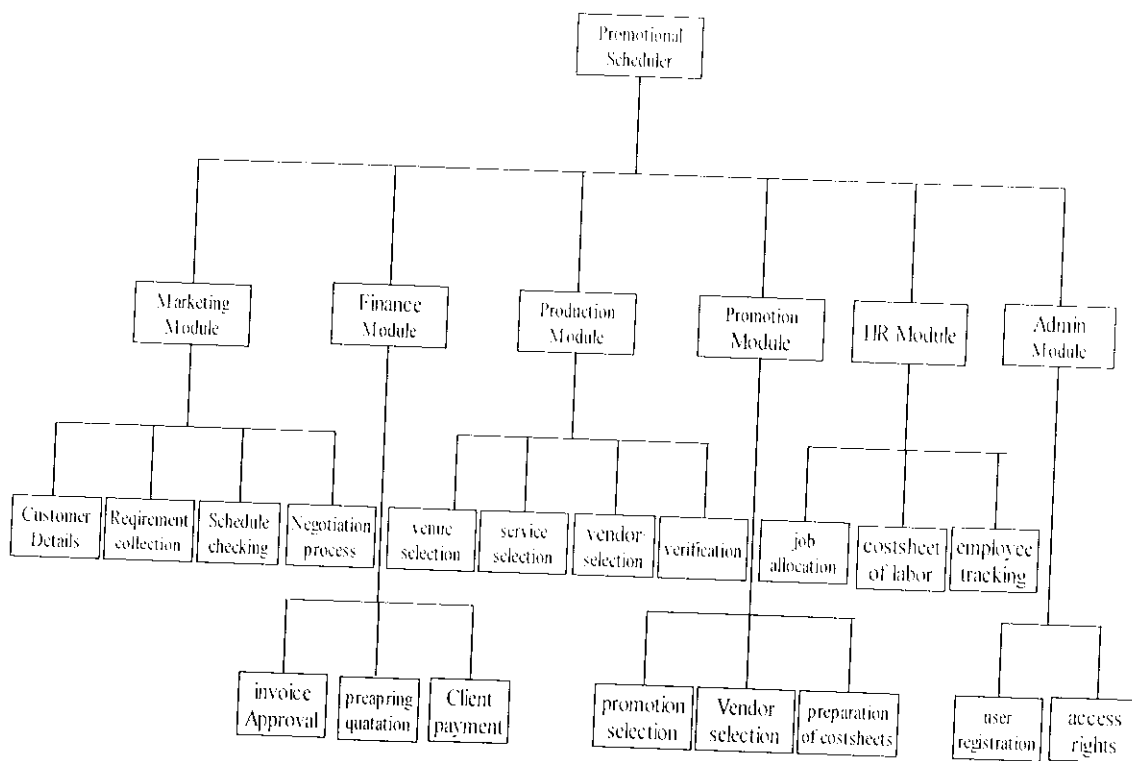 Promotional
Scheduler
Marketing
Module
Finance
Module
Production
Module
Promotion
Module
HR Module
Admin
Module
Customer
Details
Reqirement
collection
Schedule
checking
Negotiation
process
venue
selection
service
selection
vendor
selection
verification
job
allocation
costsheet
of labor
employee
tracking
invoice
Approval
preapring
quatation
Client
payment
promotion
selection
Vendor
selection
preparation
of costsheets
user
registration
access
rights